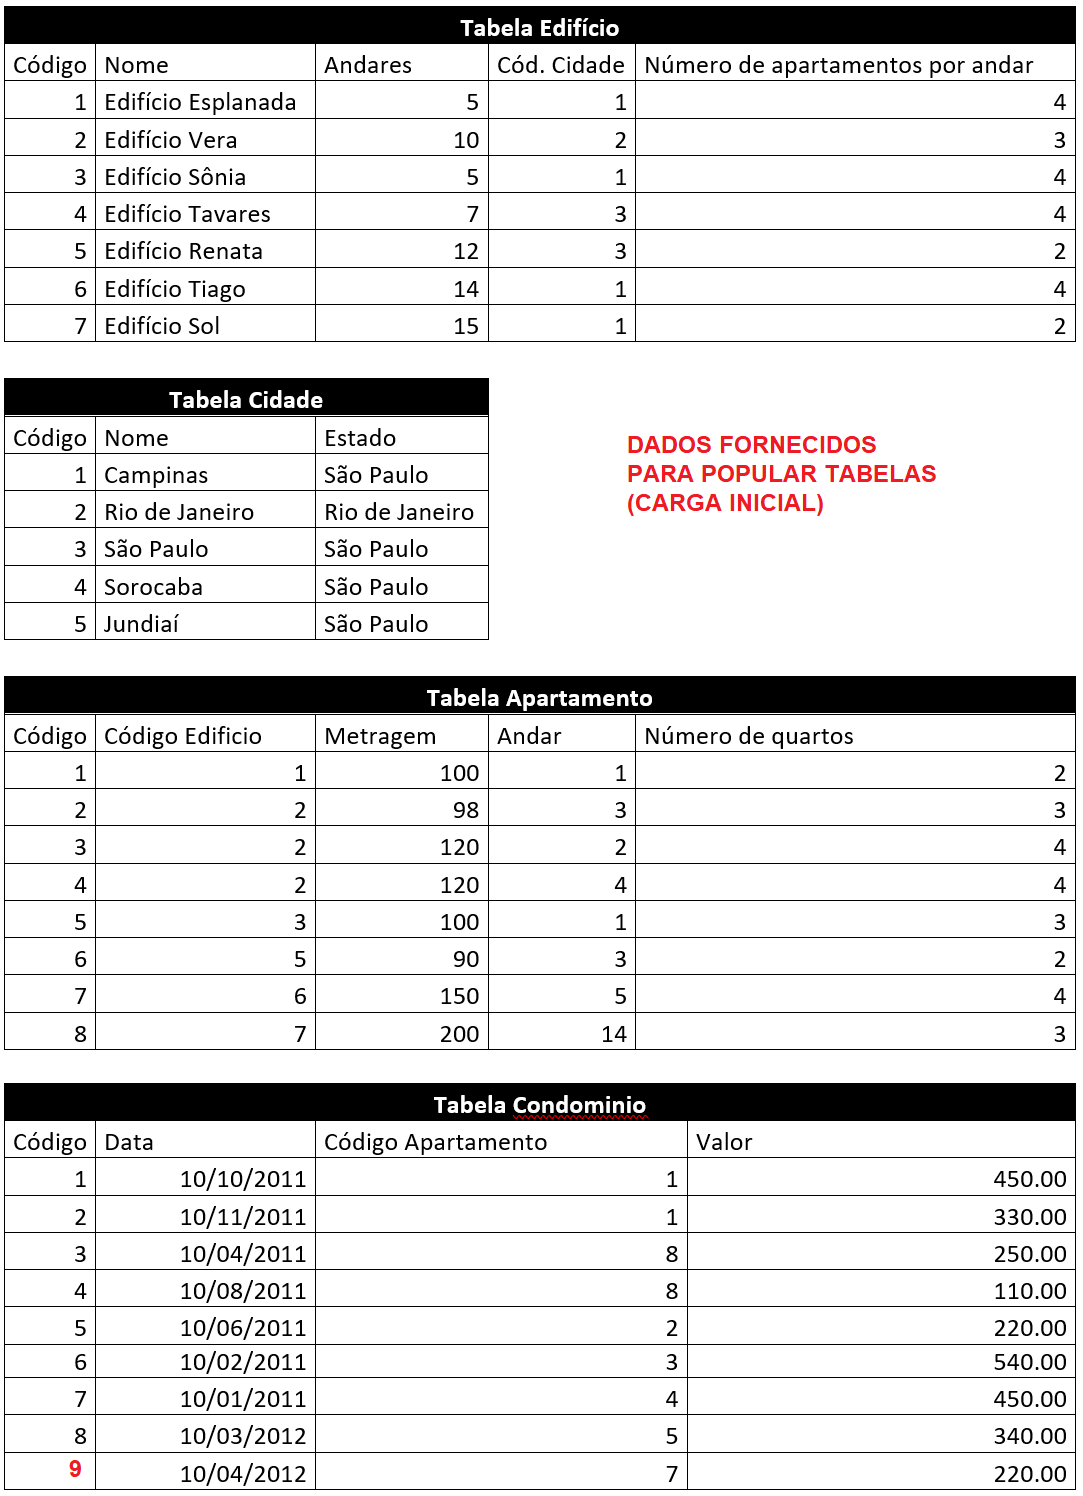 Tabela Edifício
Código Nome Andares Cód. Cidade Número de apartamentos por andar
1 Edifício Esplanada 5 1 4
2 Edifício Vera 10 2 3
3 Edifício Sônia 5 1 4
4 Edifício Tavares 7 3 4
5 Edifício Renata 12 3 2
6 Edifício Tiago 14 1 4
7 Edifício Sol 15 1 2
Tabela Cidade
Código Nome Estado
1 Campinas São Paulo
2 Rio de Janeiro Rio de Janeiro
3 São Paulo São Paulo
4 Sorocaba São Paulo
5 Jundiaí São Paulo
DADOS FORNECIDOS
PARA POPULAR TABELAS
(CARGA INICIAL)
Tabela Apartamento
Código Código Edificio Metragem Andar Número de quartos
1 1 100 1 2
2 2 98 3 3
3 2 120 2 4
4 2 120 4 4
5 3 100 1 3
6 5 90 3 2
7 6 150 5 4
8 7 200 14 3
Tabela Condominio
Código Data Código Apartamento Valor
1 10/10/2011 1 450.00
2 10/11/2011 1 330.00
3 10/04/2011 8 250.00
4 10/08/2011 8 110.00
5 10/06/2011 2 220.00
6 10/02/2011 3 540.00
7 10/01/2011 4 450.00
8 10/03/2012 5 340.00
9 10/04/2012 7 220.00